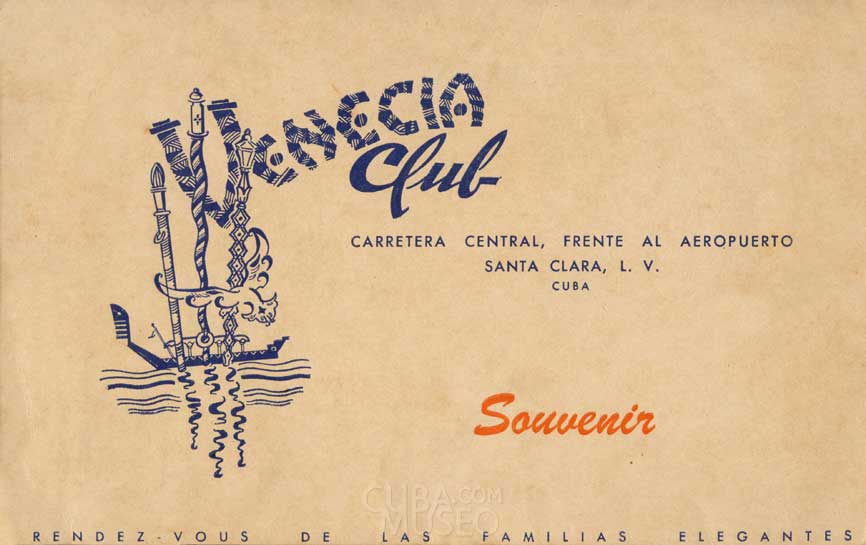 VENECIA
Club
CARRETERA CENTRAL, FRENTE AL AEROPUERTO
SANTA CLARA, L. V.
CUBA
Souvenir
CUBA.COM
MUSEO
RENDEZ-VOUS DE LAS FAMILIAS ELEGANTES